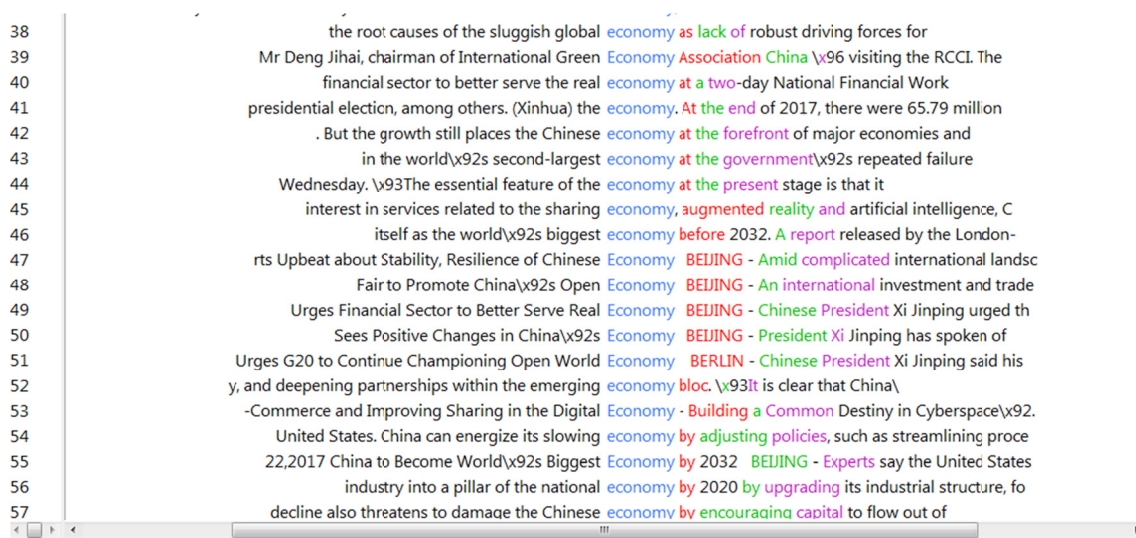 38 the root causes of the sluggish global economy as lack of robust driving forces for
39 Mr Deng Jihai, chairman of International Green Economy Association China \x96 visiting the RCCI. The
40 financial sector to better serve the real economy at a two-day National Financial Work
41 presidential election, among others. (Xinhua) the economy. At the end of 2017, there were 65.79 million
42 . But the growth still places the Chinese economy at the forefront of major economies and
43 in the world\x92s second-largest economy at the government\x92s repeated failure
44 Wednesday. \x93The essential feature of the economy at the present stage is that it
45 interest in services related to the sharing economy, augmented reality and artificial intelligence, C
46 itself as the world\x92s biggest economy before 2032. A report released by the London-
47 rts Upbeat about Stability, Resilience of Chinese Economy BEIJING - Amid complicated international landsc
48 Fair to Promote China\x92s Open Economy BEIJING - An international investment and trade
49 Urges Financial Sector to Better Serve Real Economy BEIJING - Chinese President Xi Jinping urged th
50 Sees Positive Changes in China\x92s Economy BEIJING - President Xi Jinping has spoken of
51 Urges G20 to Continue Championing Open World Economy BERLIN - Chinese President Xi Jinping said his
52 y, and deepening partnerships within the emerging economy bloc. \x93It is clear that China\
53 -Commerce and Improving Sharing in the Digital Economy - Building a Common Destiny in Cyberspace\x92.
54 United States. China can energize its slowing economy by adjusting policies, such as streamlining proce
55 22,2017 China to Become World\x92s Biggest Economy by 2032 BEIJING - Experts say the United States
56 industry into a pillar of the national economy by 2020 by upgrading its industrial structure, fo
57 decline also threatens to damage the Chinese economy by encouraging capital to flow out of